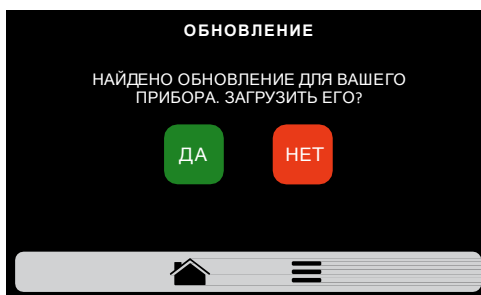 ОБНОВЛЕНИЕ
НАЙДЕНО ОБНОВЛЕНИЕ ДЛЯ ВАШЕГО
ПРИБОРА. ЗАГРУЗИТЬ ЕГО?
ДА
НЕТ